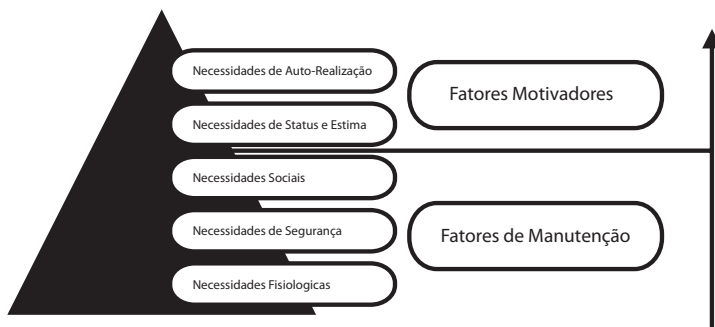 Necessidades de Auto-Realização
Fatores Motivadores
Necessidades de Status e Estima
Necessidades Sociais
Necessidades de Segurança
Fatores de Manutenção
Necessidades Fisiologicas